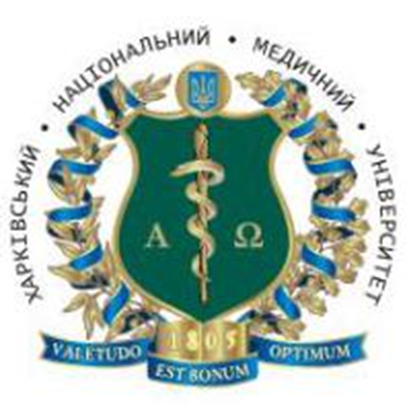 ХАРКІВСЬКИЙ • НАЦІОНАЛЬНИЙ • МЕДИЧНИЙ • УНІВЕРСИТЕТ
Α Ω
1805
VALETUDO EST BONUM OPTIMUM